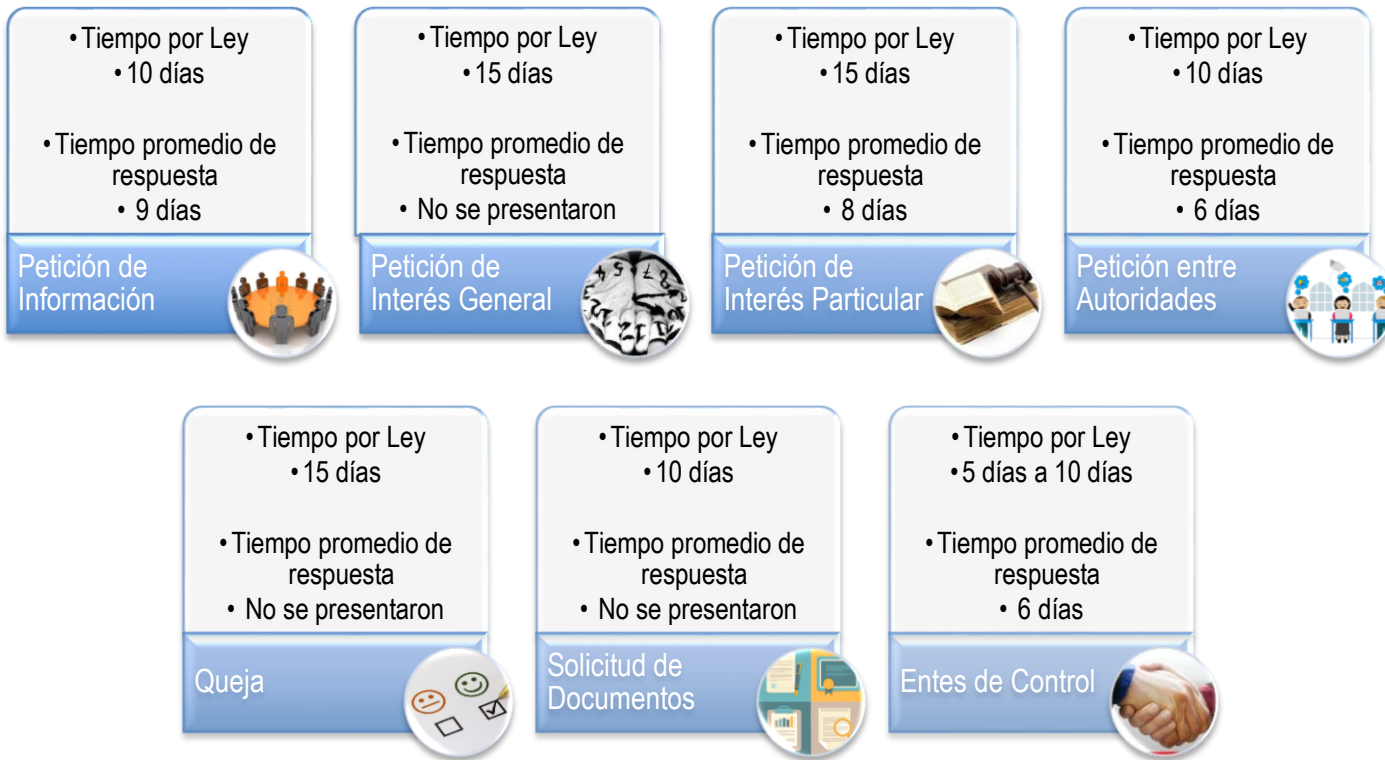 • Tiempo por Ley
• 10 días
• Tiempo promedio de
respuesta
• 9 días
Petición de
Información
• Tiempo por Ley
• 15 días
• Tiempo promedio de
respuesta
• No se presentaron
Petición de
Interés General
• Tiempo por Ley
• 15 días
• Tiempo promedio de
respuesta
• 8 días
Petición de
Interés Particular
• Tiempo por Ley
• 10 días
• Tiempo promedio de
respuesta
• 6 días
Petición entre
Autoridades
• Tiempo por Ley
• 15 días
• Tiempo promedio de
respuesta
• No se presentaron
Queja
• Tiempo por Ley
• 10 días
• Tiempo promedio de
respuesta
• No se presentaron
Solicitud de
Documentos
• Tiempo por Ley
• 5 días a 10 días
• Tiempo promedio de
respuesta
• 6 días
Entes de Control